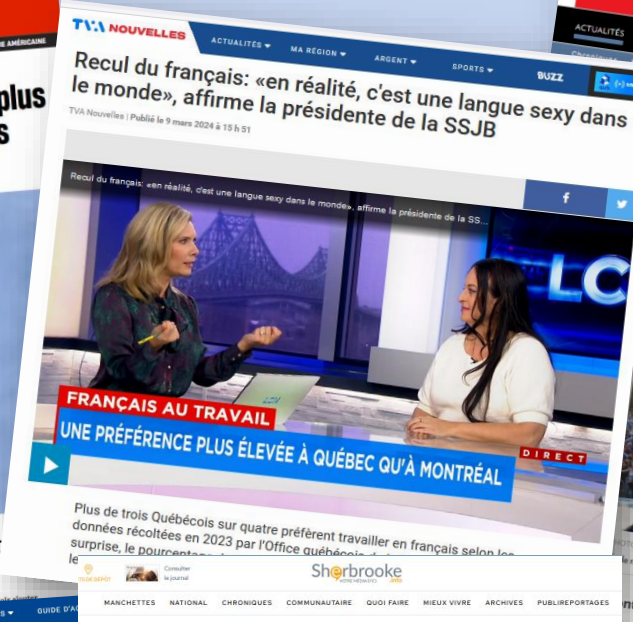 E AMÉRICAINE
plus
S
ACTUALITÉS
TVA NOUVELLES
ACTUALITÉS
MA RÉGION
ARGENT
SPORTS
BUZZ
Recul du français: «en réalité, c'est une langue sexy dans
le monde», affirme la présidente de la SSJB
TVA Nouvelles | Publié le 9 mars 2024 à 15 h 51
f
Recul du français: «en réalité, c'est une langue sexy dans le monde», affirme la présidente de la SS...
LC
LCN
FRANÇAIS AU TRAVAIL
UNE PRÉFÉRENCE PLUS ÉLEVÉE À QUÉBEC QU'À MONTRÉAL
DIRECT
Plus de trois Québécois sur quatre préfèrent travailler en français selon les
données récoltées en 2023 par l'Office québécois
surprise, le
le
Consulter
le journal
Sherbrooke
.info
MANCHETTES NATIONAL CHRONIQUES COMMUNAUTAIRE QUOI FAIRE MIEUX VIVRE ARCHIVES PUBLIREPORTAGES
S
GUIDE D'AC